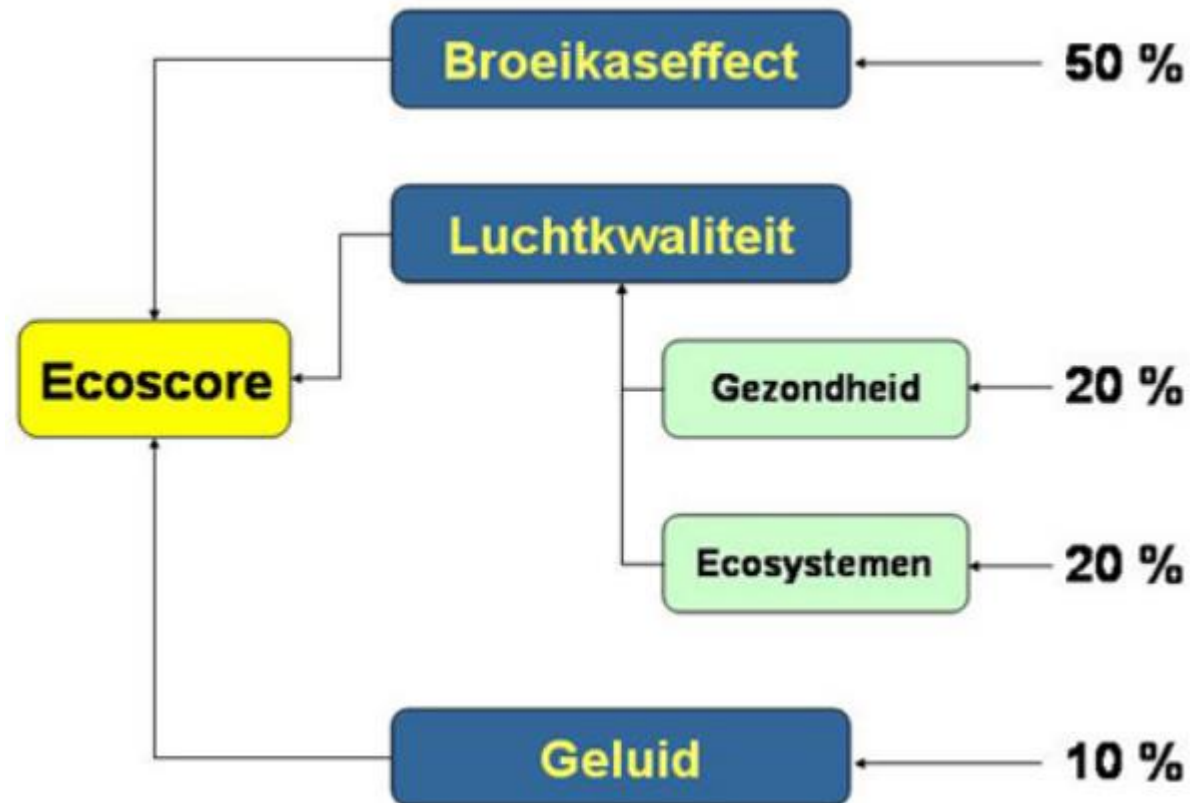 Broeikaseffect
50 %
Luchtkwaliteit
Ecoscore
Gezondheid
20 %
Ecosystemen
20 %
Geluid
10 %